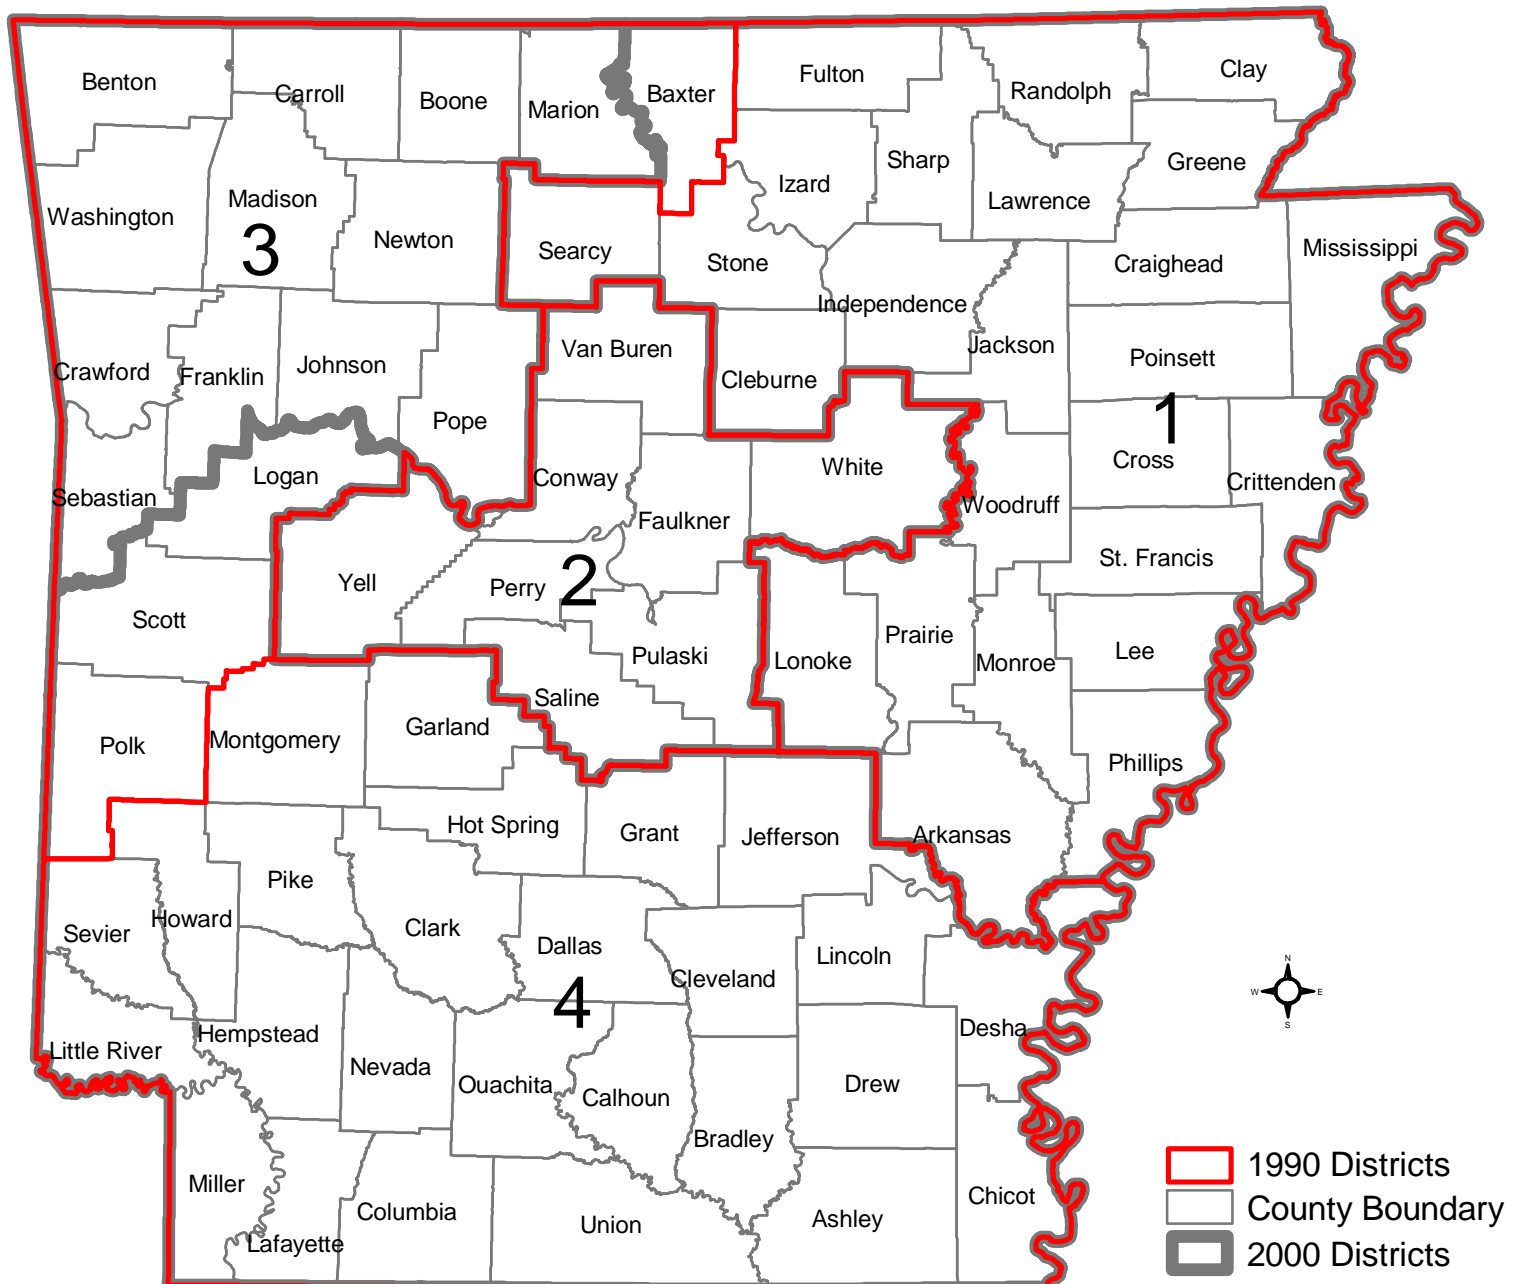 Benton
Carroll
Boone
Marion
Baxter
Fulton
Randolph
Clay
Washington
Madison
Newton
Searcy
Stone
Izard
Sharp
Lawrence
Greene
3
Craighead
Mississippi
Independence
Jackson
Poinsett
Van Buren
Cleburne
Crawford
Franklin
Johnson
Pope
1
Cross
Crittenden
Sebastian
Logan
Conway
Faulkner
White
Woodruff
St. Francis
Yell
Perry
2
Scott
Pulaski
Lonoke
Prairie
Monroe
Lee
Saline
Polk
Montgomery
Garland
Phillips
Hot Spring
Grant
Jefferson
Arkansas
Pike
Howard
Sevier
Clark
Dallas
Cleveland
Lincoln
4
Desha
N
W
E
S
Little River
Hempstead
Nevada
Ouachita
Calhoun
Drew
Bradley
Miller
Lafayette
Columbia
Union
Ashley
Chicot
1990 Districts
County Boundary
2000 Districts